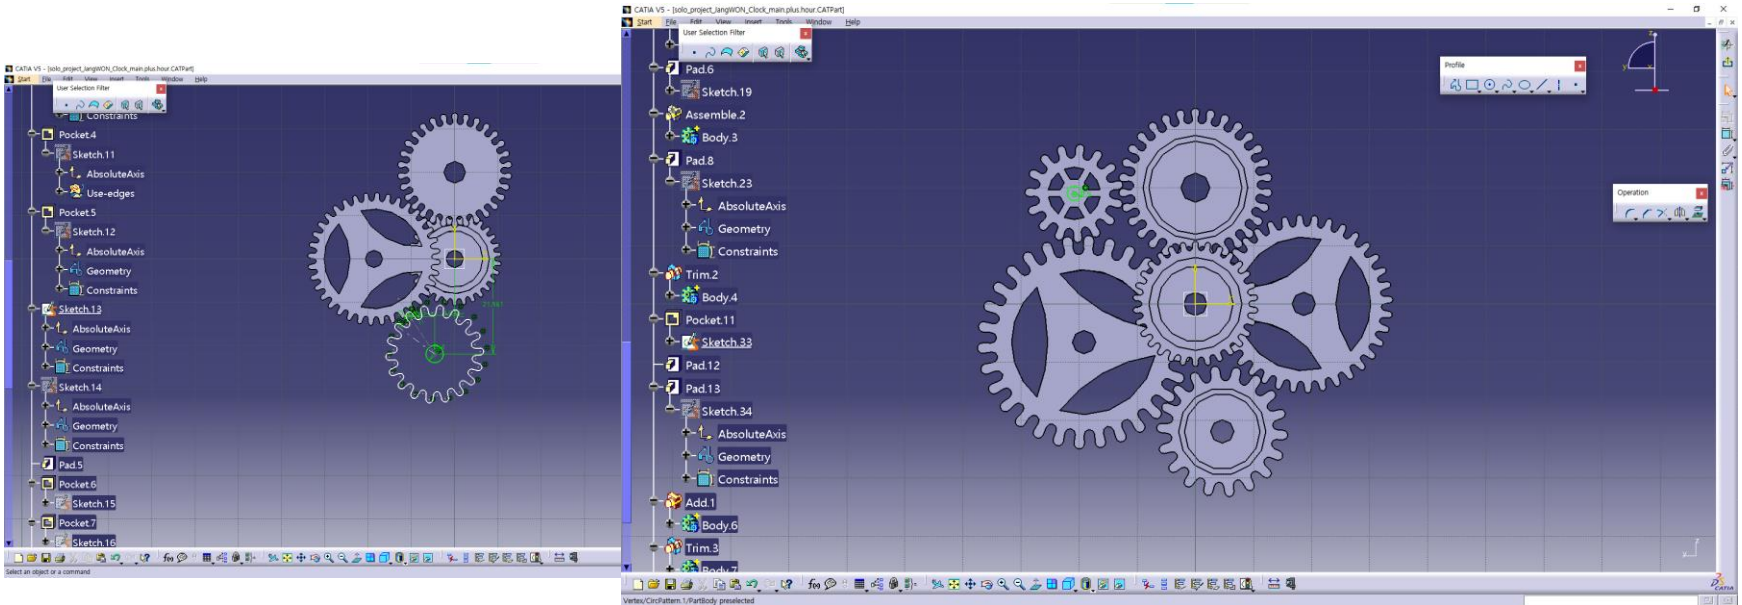 CATIA V5 - [solo_project_JangWON_Clock_main.plus.hour.CATPart]
Start File Edit View Insert Tools Window Help
User Selection Filter
Constraints
Pocket.4
Sketch.11
AbsoluteAxis
Use-edges
Pocket.5
Sketch.12
AbsoluteAxis
Geometry
Constraints
Sketch.13
AbsoluteAxis
Geometry
Constraints
Sketch.14
AbsoluteAxis
Geometry
Constraints
Pad.5
Pocket.6
Sketch.15
Pocket.7
Sketch.16
Select an object or a command
CATIA V5 - [solo_project_JangWON_Clock_main.plus.hour.CATPart]
Start File Edit View Insert Tools Window Help
User Selection Filter
Pad.6
Sketch.19
Assemble.2
Body.3
Pad.8
Sketch.23
AbsoluteAxis
Geometry
Constraints
Trim.2
Body.4
Pocket.11
Sketch.33
Pad.12
Pad.13
Sketch.34
AbsoluteAxis
Geometry
Constraints
Add.1
Body.6
Trim.3
Body.7
Profile
Operation
Vertex/CircPattern.1/PartBody preselected
CATIA